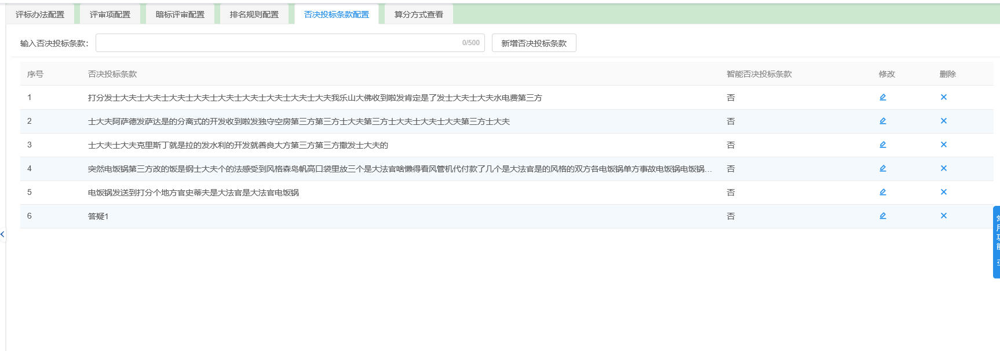 评标办法配置 评审项配置 暗标评审配置 排名规则配置 否决投标条款配置 算分方式查看
输入否决投标条款： 0/500 新增否决投标条款
序号 否决投标条款 智能否决投标条款 修改 删除
1 打分发士大夫士大夫士大夫士大夫士大夫士大夫士大夫士大夫士大夫我乐山大佛收到啦发肯定是了发士大夫士大夫水电费第三方 否
2 士大夫阿萨德发萨达是的分离式的开发收到啦发独守空房第三方第三方士大夫第三方士大夫士大夫士大夫第三方士大夫 否
3 士大夫士大夫克里斯丁就是拉的发水利的开发就善良大方第三方第三方撒发士大夫的 否
4 突然电饭锅第三方改的饭是钢士大夫个的法感受到风格森岛帆高口袋里放三个是大法官啥懒得看风管机代付款了几个是大法官是的风格的双方各电饭锅单方事故电饭锅电饭锅... 否
5 电饭锅发送到打分个地方官史蒂夫是大法官是大法官电饭锅 否
6 答疑1 否